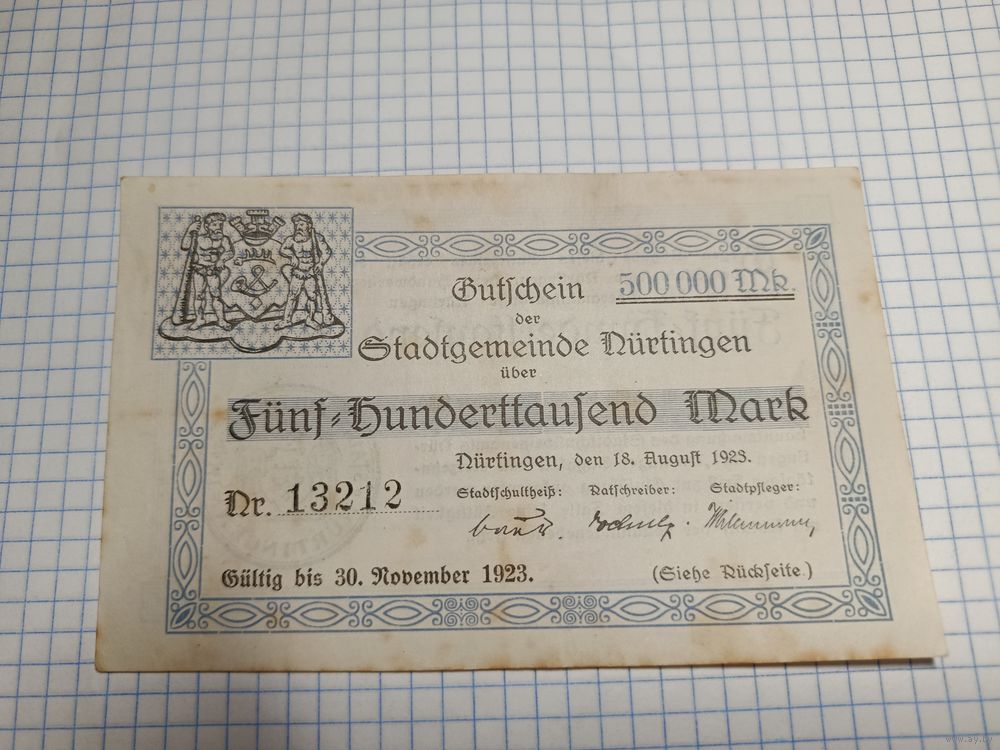 Gutschein 500 000 Mk.
der
Stadtgemeinde Nürtingen
über
Fünf-Hunderttausend Mark
Nürtingen, den 18. August 1923.
Stadtschultheiß: Ratschreiber: Stadtpfleger:
Nr. 13212
Gültig bis 30. November 1923.
(Siehe Rückseite.)